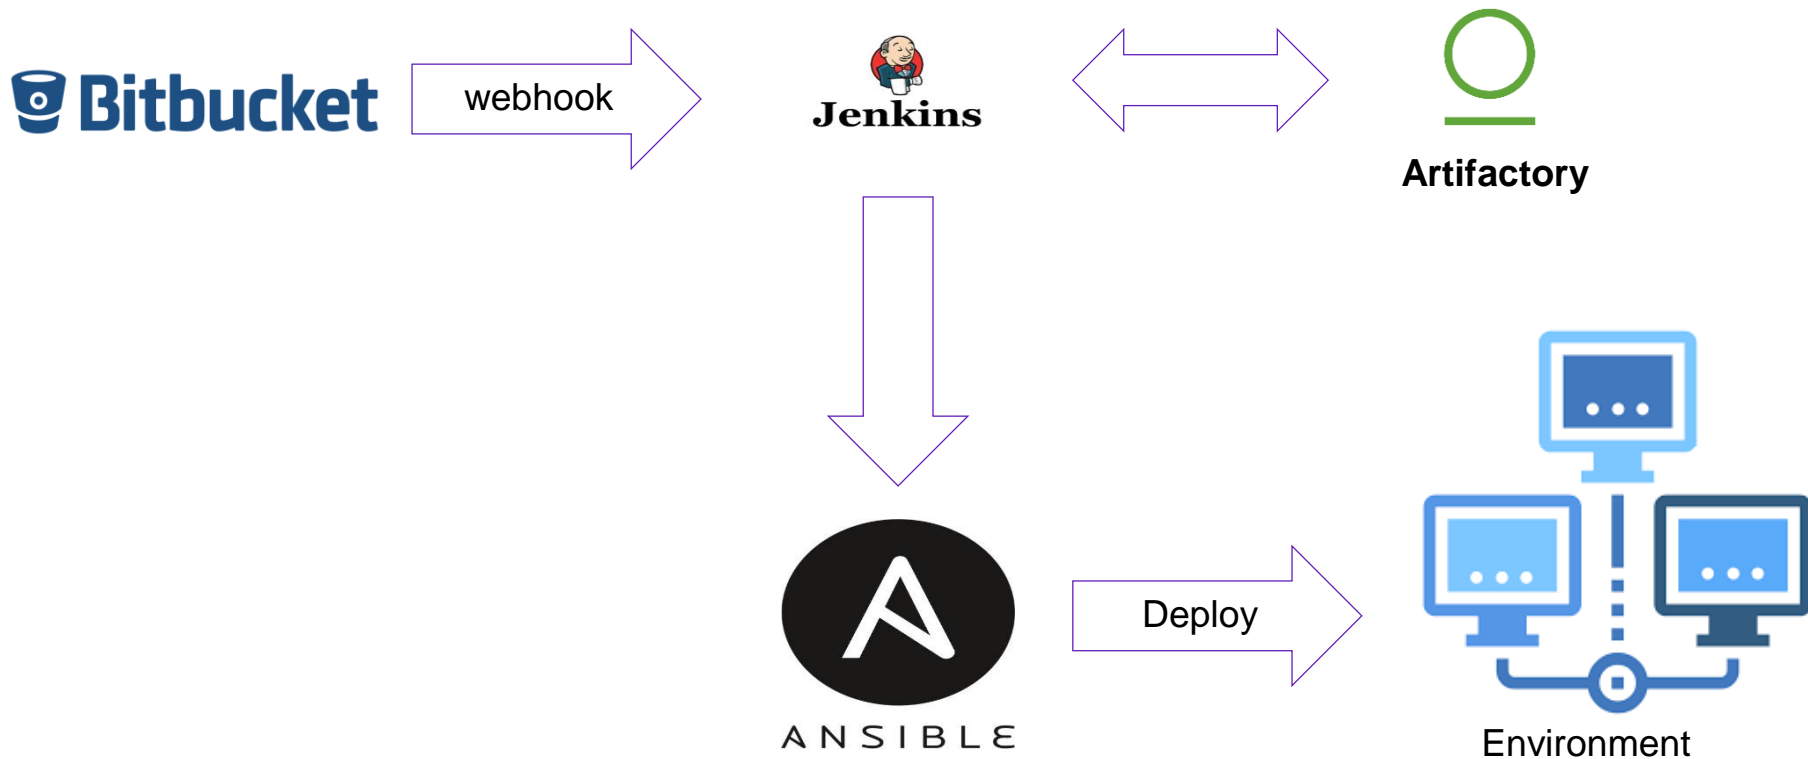 Bitbucket
webhook
Jenkins
Artifactory
ANSIBLE
Deploy
Environment